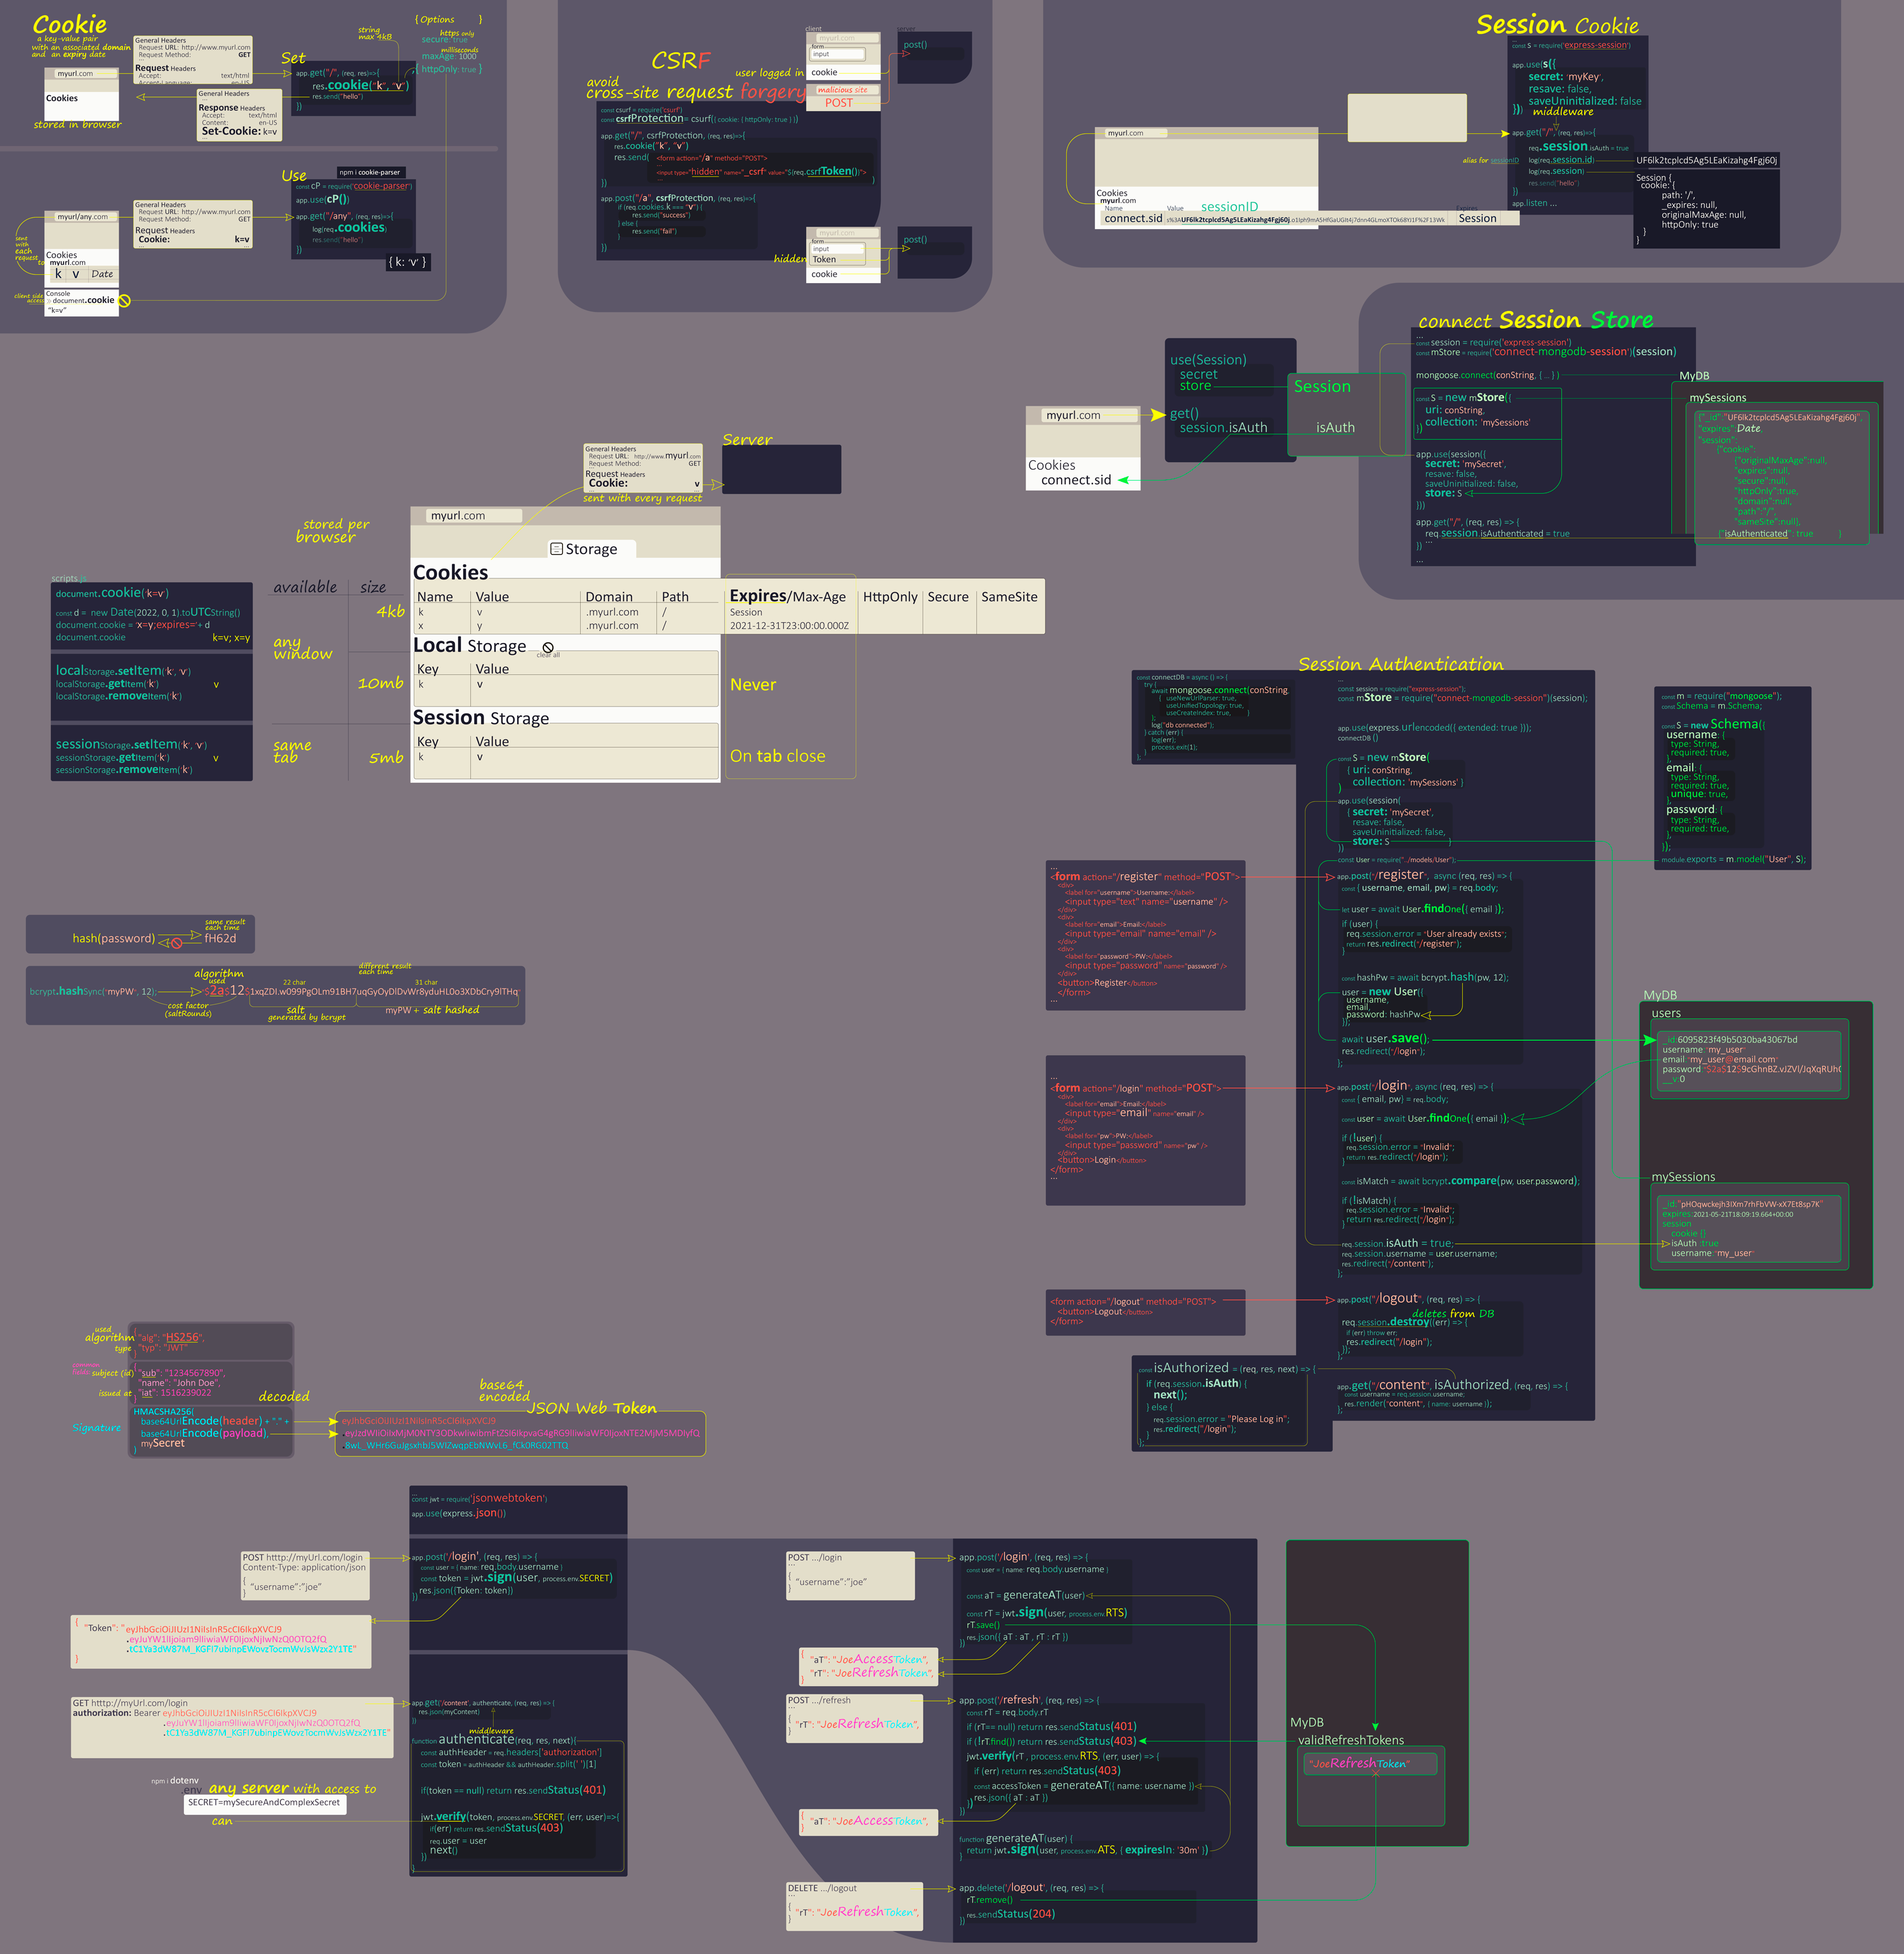 Cookie
a key-value pair
with an associated domain
and an expiry date
myurl.com
Cookies
stored in browser
General Headers
Request URL: http://www.myurl.com
Request Method: GET
Request Headers
Accept: text/html
Accept-Language: en-US
General Headers
...
Response Headers
Accept: text/html
Content: en-US
Set-Cookie: k=v
...
Set
app.get("/", (req, res)=>{
res.cookie("k", "v")
res.send("hello")
})
string
max 4kB
{ Options }
https only
secure: true
milliseconds
maxAge: 1000
{ httpOnly: true }
Use
npm i cookie-parser
const cP = require('cookie-parser')
app.use(cP())
app.get("/any", (req, res)=>{
log(req.cookies)
res.send("hello")
})
{ k: 'v' }
myurl/any.com
sent
with
each
request
to
Cookies
myurl.com
k v Date
General Headers
Request URL: http://www.myurl.com
Request Method: GET
Request Headers
Cookie: k=v
...
client side
access
Console
> document.cookie
"k=v"
CSRF
avoid
cross-site request forgery
const csurf = require('csurf')
const csrfProtection= csurf({ cookie: { httpOnly: true } })
app.get("/", csrfProtection, (req, res)=>{
res.cookie("k", "v")
res.send( <form action="/a" method="POST">
...
<input type="hidden" name="_csrf" value="${req.csrfToken()}">
... )
})
app.post("/a", csrfProtection, (req, res)=>{
if (req.cookies.k === "v") {
res.send("success")
} else {
res.send("fail")
}
})
client
server
myurl.com
form
input
cookie
user logged in
malicious site
POST
post()
myurl.com
form
input
Token
hidden
cookie
post()
Session Cookie
...
const S = require('express-session')
app.use(s({
secret: 'myKey',
resave: false,
saveUninitialized: false
}))
middleware
app.get("/", (req, res)=>{
req.session.isAuth = true
alias for sessionID
log(req.session.id)
log(req.session)
res.send("hello")
})
app.listen ...
UF6lk2tcplcd5Ag5LEaKizahg4Fgj60j
Session {
cookie: {
path: '/',
_expires: null,
originalMaxAge: null,
httpOnly: true
}
}
myurl.com
Cookies
myurl.com
Name Value sessionID Expires
connect.sid s%3AUF6lk2tcplcd5Ag5LEaKizahg4Fgj60j.o1Iph9mA5HfGaUGIt4j7dnn4GLmoXTOk68YI1F%2F13Wk Session
connect Session Store
...
const session = require('express-session')
const mStore = require('connect-mongodb-session')(session)
mongoose.connect(conString, { ... } )
const S = new mStore({
uri: conString,
collection: 'mySessions'
})
app.use(session({
secret: 'mySecret',
resave: false,
saveUninitialized: false,
store: S
}))
app.get("/", (req, res) => {
req.session.isAuthenticated = true
...
})
...
MyDB
mySessions
{"_id": "UF6lk2tcplcd5Ag5LEaKizahg4Fgj60j",
"expires": Date
"session":
{"cookie":
{"originalMaxAge":null,
"expires":null,
"secure":null,
"httpOnly":true,
"domain":null,
"path":"/",
"sameSite":null},
{"isAuthenticated": true }
use(Session)
secret
store
get()
session.isAuth
Session
isAuth
myurl.com
Cookies
connect.sid
General Headers
Request URL: http://www.myurl.com
Request Method: GET
Request Headers
Cookie: v
sent with every request
Server
stored per
browser
myurl.com
Storage
Cookies
Name Value Domain Path Expires/Max-Age HttpOnly Secure SameSite
k v .myurl.com / Session
x y .myurl.com / 2021-12-31T23:00:00.000Z
Local Storage
clear all
Key Value
k v
Never
Session Storage
Key Value
k v
On tab close
available size
4kb
any
window
10mb
same
tab
5mb
scripts.js
document.cookie('k=v')
const d = new Date(2022, 0, 1).toUTCString()
document.cookie = 'x=y;expires='+ d
document.cookie k=v; x=y
localStorage.setItem('k', 'v')
localStorage.getItem('k') v
localStorage.removeItem('k')
sessionStorage.setItem('k', 'v')
sessionStorage.getItem('k') v
sessionStorage.removeItem('k')
hash(password)
same result
each time
fH62d
bcrypt.hashSync("myPW", 12);
algorithm
used
cost factor
(saltRounds)
"$2a$12$1xqZDI.w099PgOLm91BH7uqGyOyDlDvWr8yduHL0o3XDbCry9lTHq"
22 char
salt
generated by bcrypt
different result
each time
31 char
myPW + salt hashed
Session Authentication
const connectDB = async () => {
try {
await mongoose.connect(conString,
{ useNewUrlParser: true,
useUnifiedTopology: true,
useCreateIndex: true, }
);
log("db connected");
} catch (err) {
log(err);
process.exit(1);
}
};
...
const session = require("express-session");
const mStore = require("connect-mongodb-session")(session);
app.use(express.urlencoded({ extended: true }));
connectDB()
const S = new mStore(
{ uri: conString,
collection: 'mySessions' }
)
app.use(session(
{ secret: 'mySecret',
resave: false,
saveUninitialized: false,
store: S }
))
const User = require("../models/User");
app.post("/register", async (req, res) => {
const { username, email, pw} = req.body;
let user = await User.findOne({ email });
if (user) {
req.session.error = "User already exists";
return res.redirect("/register");
}
const hashPw = await bcrypt.hash(pw, 12);
user = new User({
username,
email,
password: hashPw
});
await user.save();
res.redirect("/login");
};
app.post("/login", async (req, res) => {
const { email, pw} = req.body;
const user = await User.findOne({ email });
if (!user) {
req.session.error = "Invalid";
return res.redirect("/login");
}
const isMatch = await bcrypt.compare(pw, user.password);
if (!isMatch) {
req.session.error = "Invalid";
return res.redirect("/login");
}
req.session.isAuth = true;
req.session.username = user.username;
res.redirect("/content");
};
app.post("/logout", (req, res) => {
deletes from DB
req.session.destroy((err) => {
if (err) throw err;
res.redirect("/login");
});
};
app.get("/content", isAuthorized, (req, res) => {
const username = req.session.username;
res.render("content", { name: username });
};
const m = require("mongoose");
const Schema = m.Schema;
const S = new Schema({
username: {
type: String,
required: true,
},
email: {
type: String,
required: true,
unique: true,
},
password: {
type: String,
required: true,
},
});
module.exports = m.model("User", S);
...
<form action="/register" method="POST">
<div>
<label for="username">Username:</label>
<input type="text" name="username" />
</div>
<div>
<label for="email">Email:</label>
<input type="email" name="email" />
</div>
<div>
<label for="password">PW:</label>
<input type="password" name="password" />
</div>
<button>Register</button>
</form>
...
...
<form action="/login" method="POST">
<div>
<label for="email">Email:</label>
<input type="email" name="email" />
</div>
<div>
<label for="pw">PW:</label>
<input type="password" name="pw" />
</div>
<button>Login</button>
</form>
...
<form action="/logout" method="POST">
<button>Logout</button>
</form>
const isAuthorized = (req, res, next) => {
if (req.session.isAuth) {
next();
} else {
req.session.error = "Please Log in";
res.redirect("/login");
}
};
MyDB
users
_id:6095823f49b5030ba43067bd
username:"my_user"
email:"my_user@email.com"
password:"$2a$12$9cGhnBZ.vJZVl/JqXqRUh
__v:0
mySessions
_id:"pHOqwckejh3IXm7rhFbVW-xX7Et8sp7K"
expires:2021-05-21T18:09:19.664+00:00
session
cookie {}
isAuth :true
username:"my_user"
used
algorithm
type
{
"alg": "HS256",
"typ": "JWT"
}
subject (id)
issued at
{
"sub": "1234567890",
"name": "John Doe",
"iat": 1516239022
}
decoded
Signature
HMACSHA256(
base64UrlEncode(header) + "." +
base64UrlEncode(payload),
mySecret
)
base64
encoded
JSON Web Token
eyJhbGciOiJIUzI1NiIsInR5cCI6IkpXVCJ9
.eyJzdWIiOiIxMjM0NTY3ODkwIiwibmFtZSI6IkpvaG4gRG9lIiwiaWF0IjoxNTE2MjM5MDIyfQ
...
const jwt = require('jsonwebtoken')
app.use(express.json())
app.post('/login', (req, res) => {
const user = { name: req.body.username }
const token = jwt.sign(user, process.env.SECRET)
res.json({Token: token})
})
POST htttp://myUrl.com/login
Content-Type: application/json
{
"username":"joe"
}
{
"Token": "eyJhbGciOiJIUzI1NiIsInR5cCI6IkpXVCJ9
.eyJuYW1lIjoiam9lIiwiaWF0IjoxNjIwNzQ0OTQ2fQ
.tC1Ya3dW87M_KGFI7ubinpEWovzTocmWvJsWzx2Y1TE"
}
GET htttp://myUrl.com/login
authorization: Bearer eyJhbGciOiJIUzI1NiIsInR5cCI6IkpXVCJ9
.eyJuYW1lIjoiam9lIiwiaWF0IjoxNjIwNzQ0OTQ2fQ
.tC1Ya3dW87M_KGFI7ubinpEWovzTocmWvJsWzx2Y1TE"
app.get('/content', authenticate, (req, res) => {
res.json(myContent)
})
middleware
function authenticate(req, res, next){
const authHeader = req.headers['authorization']
const token = authHeader && authHeader.split(' ')[1]
if(token == null) return res.sendStatus(401)
jwt.verify(token, process.env.SECRET, (err, user)=>{
if(err) return res.sendStatus(403)
req.user = user
next()
})
}
npm i dotenv
.env any server with access to
SECRET=mySecureAndComplexSecret
can
POST .../login
...
{
"username":"joe"
}
app.post('/login', (req, res) => {
const user = { name: req.body.username }
const aT = generateAT(user)
const rT = jwt.sign(user, process.env.RTS)
rT.save()
res.json({ aT : aT , rT : rT })
})
{
"aT": "JoeAccessToken",
"rT": "JoeRefreshToken",
}
POST .../refresh
...
{
"rT": "JoeRefreshToken",
}
app.post('/refresh', (req, res) => {
const rT = req.body.rT
if (rT== null) return res.sendStatus(401)
if (!rT.find()) return res.sendStatus(403)
jwt.verify(rT , process.env.RTS, (err, user) => {
if (err) return res.sendStatus(403)
const accessToken = generateAT({ name: user.name })
res.json({ aT : aT })
})
})
{
"aT": "JoeAccessToken",
}
function generateAT(user) {
return jwt.sign(user, process.env.ATS, { expiresIn: '30m' })
}
DELETE .../logout
...
{
"rT": "JoeRefreshToken",
}
app.delete('/logout', (req, res) => {
rT.remove()
res.sendStatus(204)
})
MyDB
validRefreshTokens
"JoeRefreshToken"